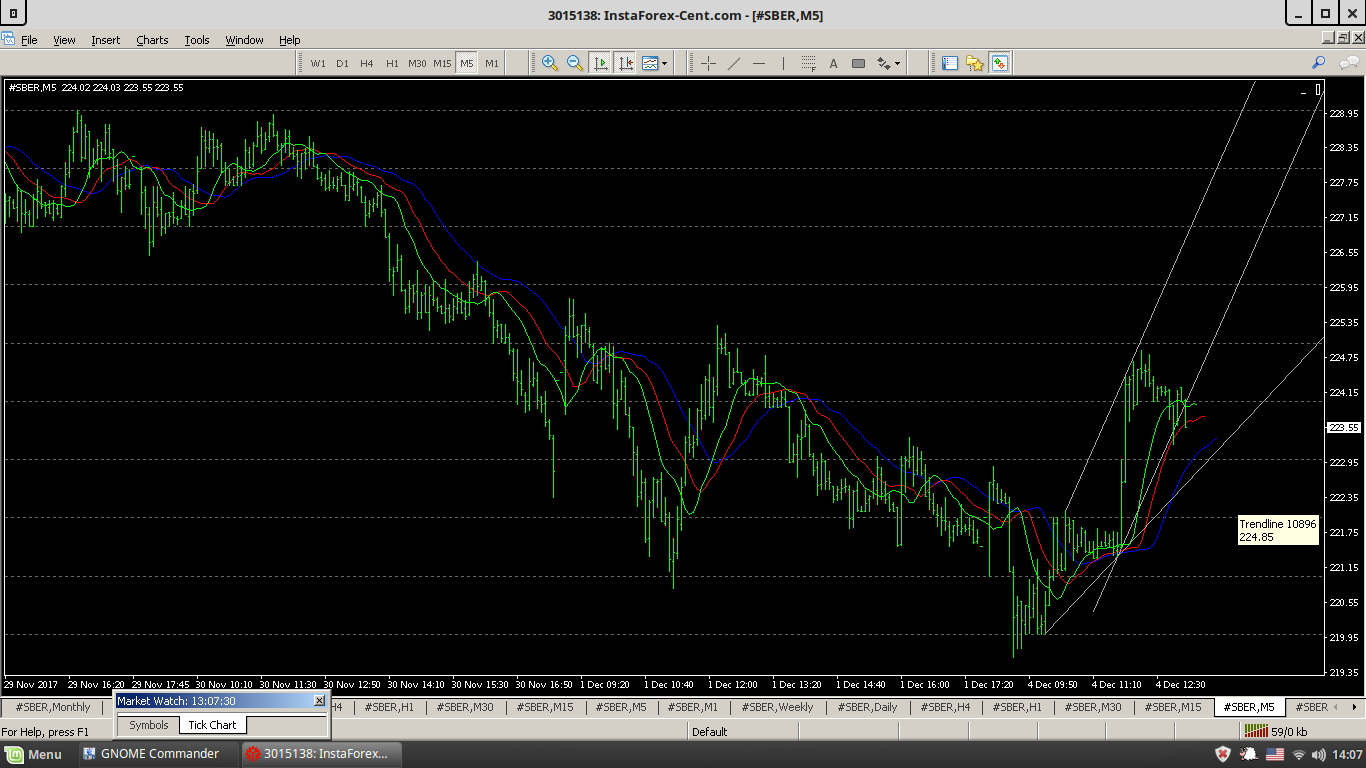 3015138: InstaForex-Cent.com - [#SBER,M5]
File View Insert Charts Tools Window Help
W1 D1 H4 H1 M30 M15 M5 M1 A
#SBER,M5 224.02 224.03 223.55 223.55
228.95
228.35
227.75
227.15
226.55
225.95
225.35
224.75
224.15
223.55
222.95
222.35
221.75
221.15
220.55
219.95
219.35
Trendline 10896
224.85
29 Nov 2017 29 Nov 16:20 29 Nov 17:45 30 Nov 10:10 30 Nov 11:30 30 Nov 12:50 30 Nov 14:10 30 Nov 15:30 30 Nov 16:50 1 Dec 09:20 1 Dec 10:40 1 Dec 12:00 1 Dec 13:20 1 Dec 14:40 1 Dec 16:00 1 Dec 17:20 4 Dec 09:50 4 Dec 11:10 4 Dec 12:30
Market Watch: 13:07:30
#SBER,Monthly H4 #SBER,H1 #SBER,M30 #SBER,M15 #SBER,M5 #SBER,M1 #SBER,Weekly #SBER,Daily #SBER,H4 #SBER,H1 #SBER,M30 #SBER,M15 #SBER,M5 #SBER
Symbols Tick Chart
For Help, press F1 Default 59/0 kb
Menu GNOME Commander 3015138: InstaForex... 14:07